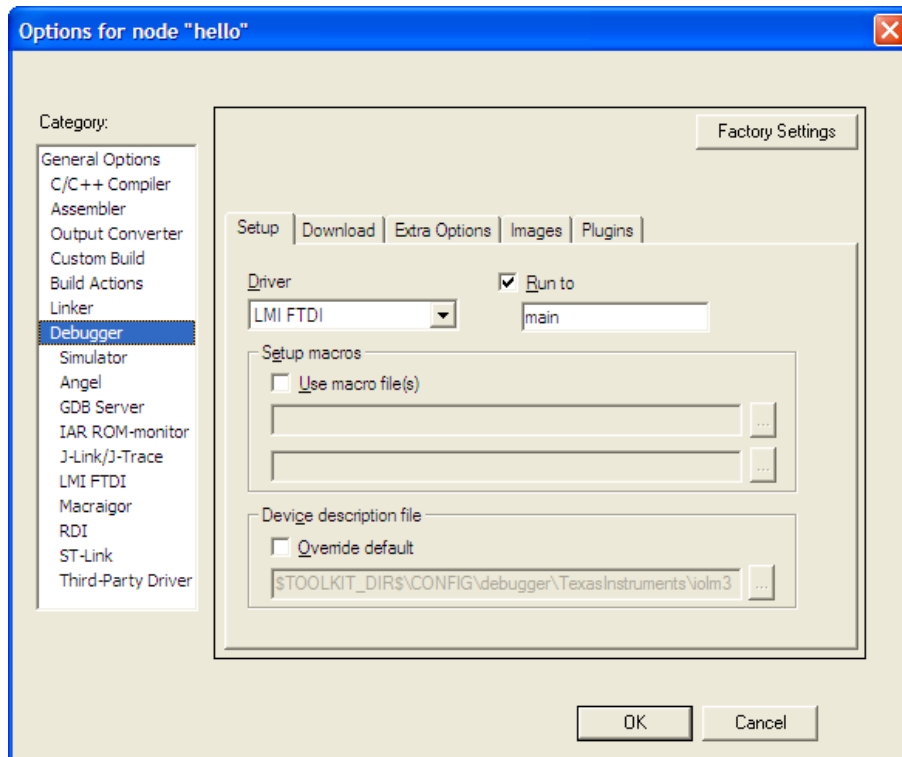 Options for node "hello"
Category:
General Options
C/C++ Compiler
Assembler
Output Converter
Custom Build
Build Actions
Linker
Debugger
Simulator
Angel
GDB Server
IAR ROM-monitor
J-Link/J-Trace
LMI FTDI
Macraigor
RDI
ST-Link
Third-Party Driver
Factory Settings
Setup Download Extra Options Images Plugins
Driver
LMI FTDI
Run to
main
Setup macros
Use macro file(s)
...
...
Device description file
Override default
$TOOLKIT_DIR$\CONFIG\debugger\TexasInstruments\iolm3
...
OK Cancel